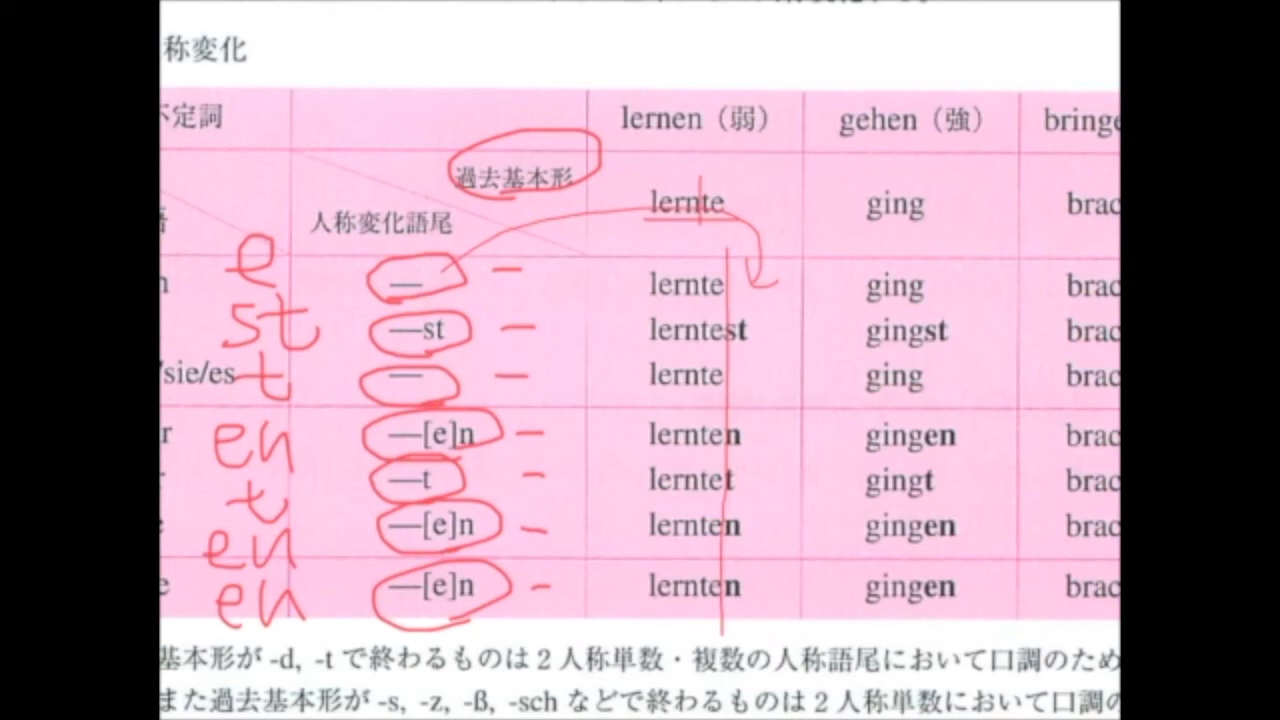 称変化
不定詞 lernen（弱） gehen（強）
過去基本形
人称変化語尾 lernte ging
e — – lernte ging
st —st – lerntest gingst
/sie/es t — – lernte ging
en —[e]n – lernten gingen
t —t – lerntet gingt
en —[e]n – lernten gingen
en —[e]n – lernten gingen
基本形が -d, -t で終わるものは2人称単数・複数の人称語尾において口調のため
また過去基本形が -s, -z, -ß, -sch などで終わるものは2人称単数において口調の